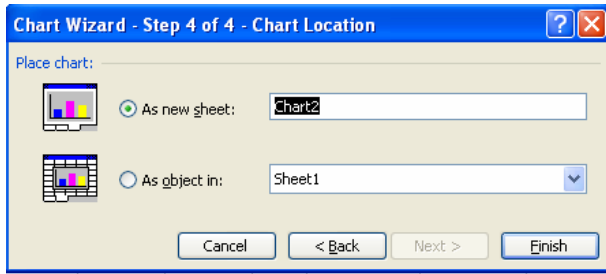 Chart Wizard - Step 4 of 4 - Chart Location
Place chart:
As new sheet: Chart2
As object in: Sheet1
Cancel < Back Next > Finish